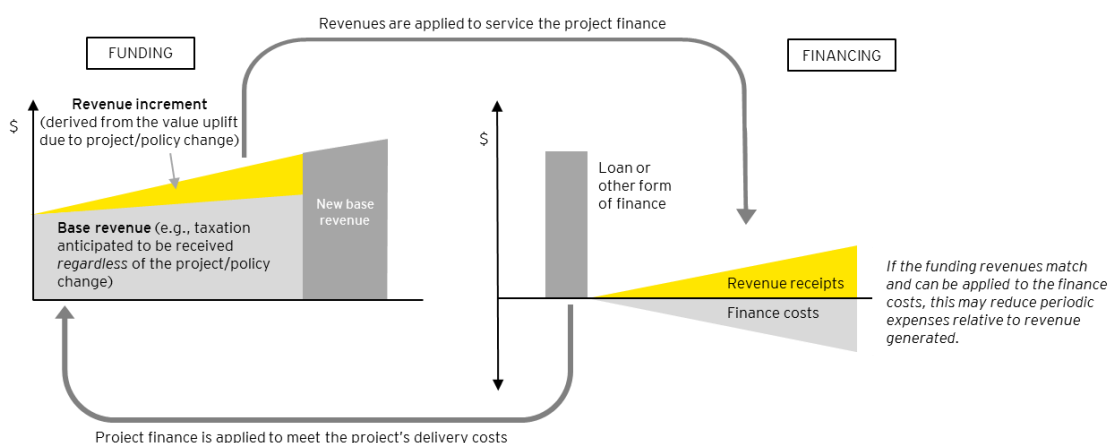 Revenues are applied to service the project finance
FUNDING
FINANCING
Revenue increment
(derived from the value uplift
due to project/policy change)
$
New base
revenue
Base revenue (e.g., taxation
anticipated to be received
regardless of the project/policy
change)
$
Loan or
other form
of finance
Revenue receipts
Finance costs
If the funding revenues match
and can be applied to the finance
costs, this may reduce periodic
expenses relative to revenue
generated.
Project finance is applied to meet the project's delivery costs